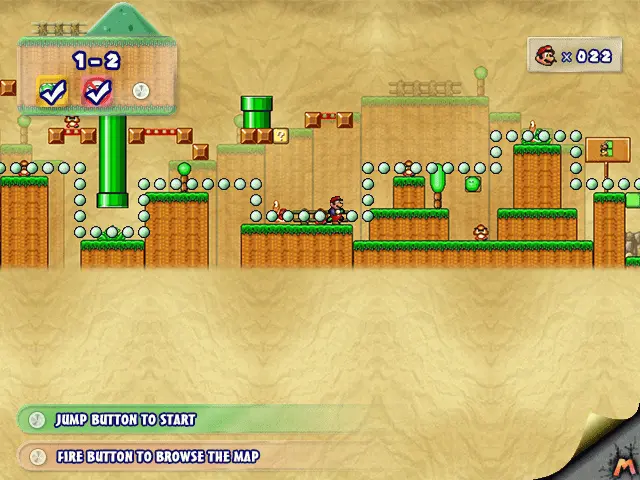 1-2
× 022
?
JUMP BUTTON TO START
FIRE BUTTON TO BROWSE THE MAP
M